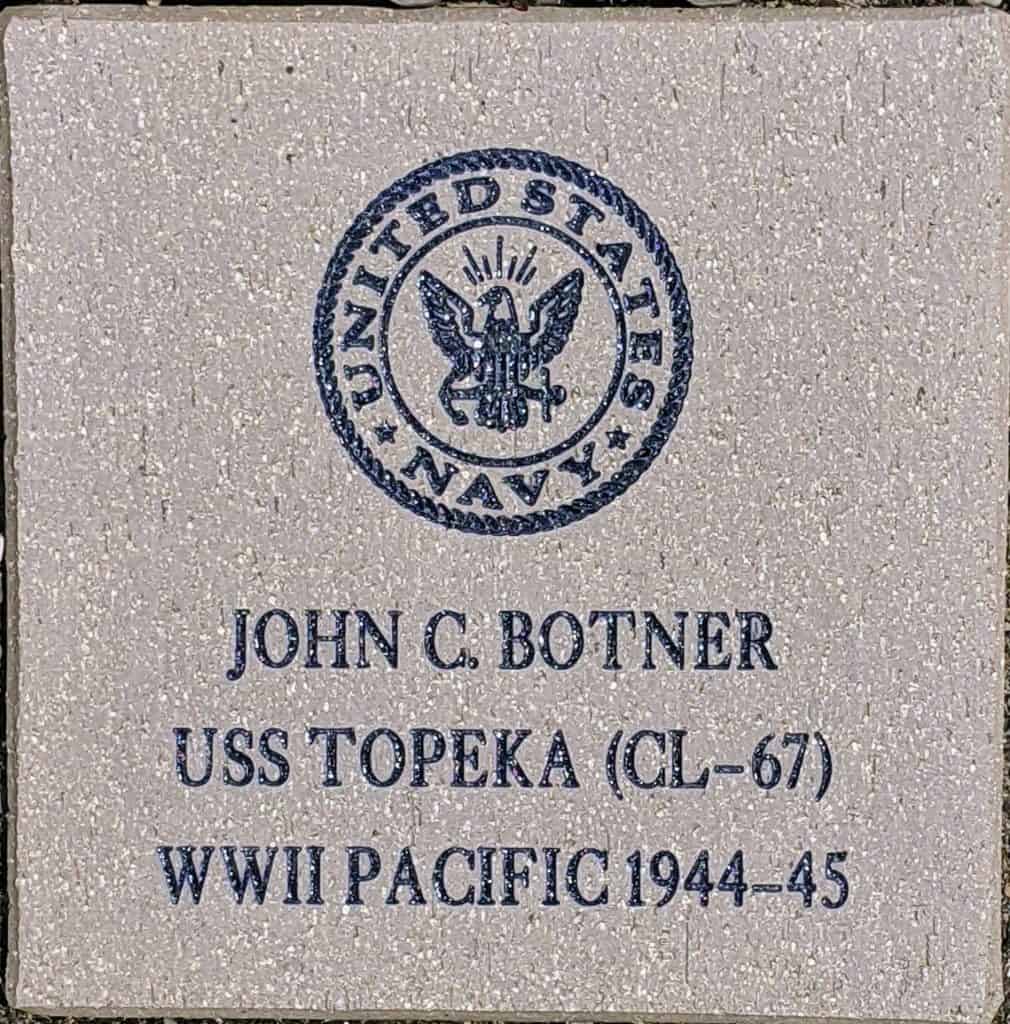 UNITED STATES
NAVY
JOHN C. BOTNER
USS TOPEKA (CL-67)
WWII PACIFIC 1944-45